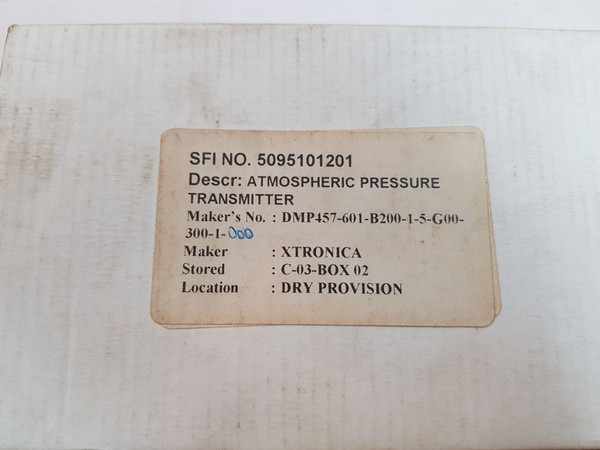 SFI NO. 5095101201
Descr: ATMOSPHERIC PRESSURE
TRANSMITTER
Maker's No. : DMP457-601-B200-1-5-G00-
300-1-000
Maker : XTRONICA
Stored : C-03-BOX 02
Location : DRY PROVISION